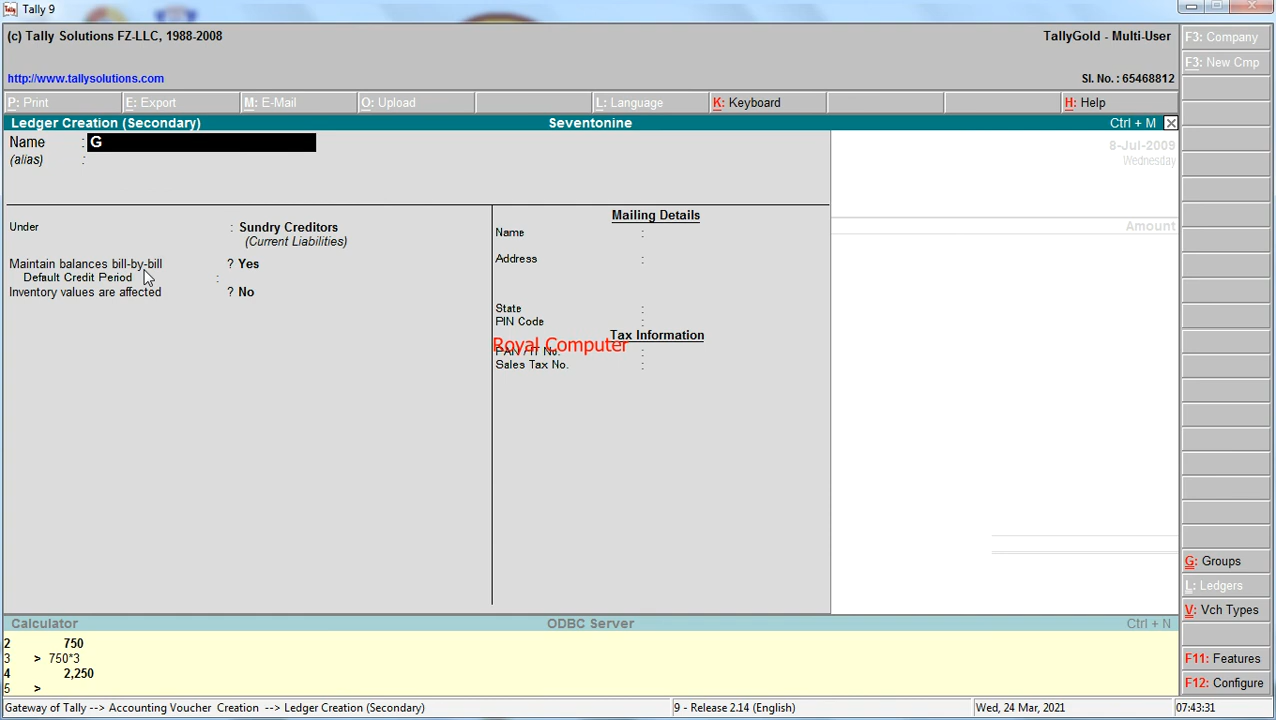 Tally 9
(c) Tally Solutions FZ-LLC, 1988-2008
TallyGold - Multi-User
http://www.tallysolutions.com
Sl. No. : 65468812
P: Print
E: Export
M: E-Mail
O: Upload
L: Language
K: Keyboard
H: Help
F3: Company
F3: New Cmp
Ledger Creation (Secondary)
Seventonine
Ctrl + M
Name : G
(alias) :
8-Jul-2009
Wednesday
Amount
Under : Sundry Creditors
(Current Liabilities)
Maintain balances bill-by-bill ? Yes
Default Credit Period :
Inventory values are affected ? No
Mailing Details
Name :
Address :
State :
PIN Code :
Tax Information
Royal Computer
PAN / IT No. :
Sales Tax No. :
G: Groups
L: Ledgers
V: Vch Types
F11: Features
F12: Configure
Calculator
ODBC Server
Ctrl + N
2 750
3 > 750*3
4 2,250
5 >
Gateway of Tally --> Accounting Voucher Creation --> Ledger Creation (Secondary)
9 - Release 2.14 (English)
Wed, 24 Mar, 2021
07:43:31